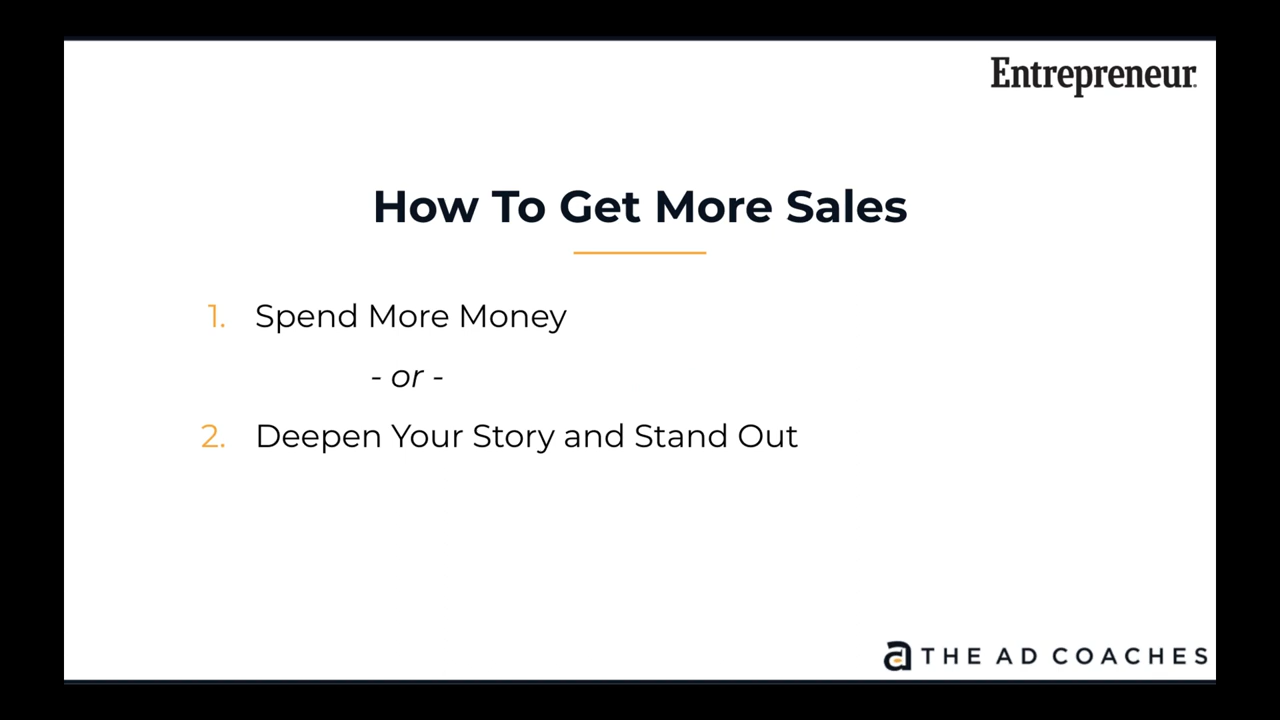 Entrepreneur.
How To Get More Sales
1. Spend More Money
- or -
2. Deepen Your Story and Stand Out
THE AD COACHES